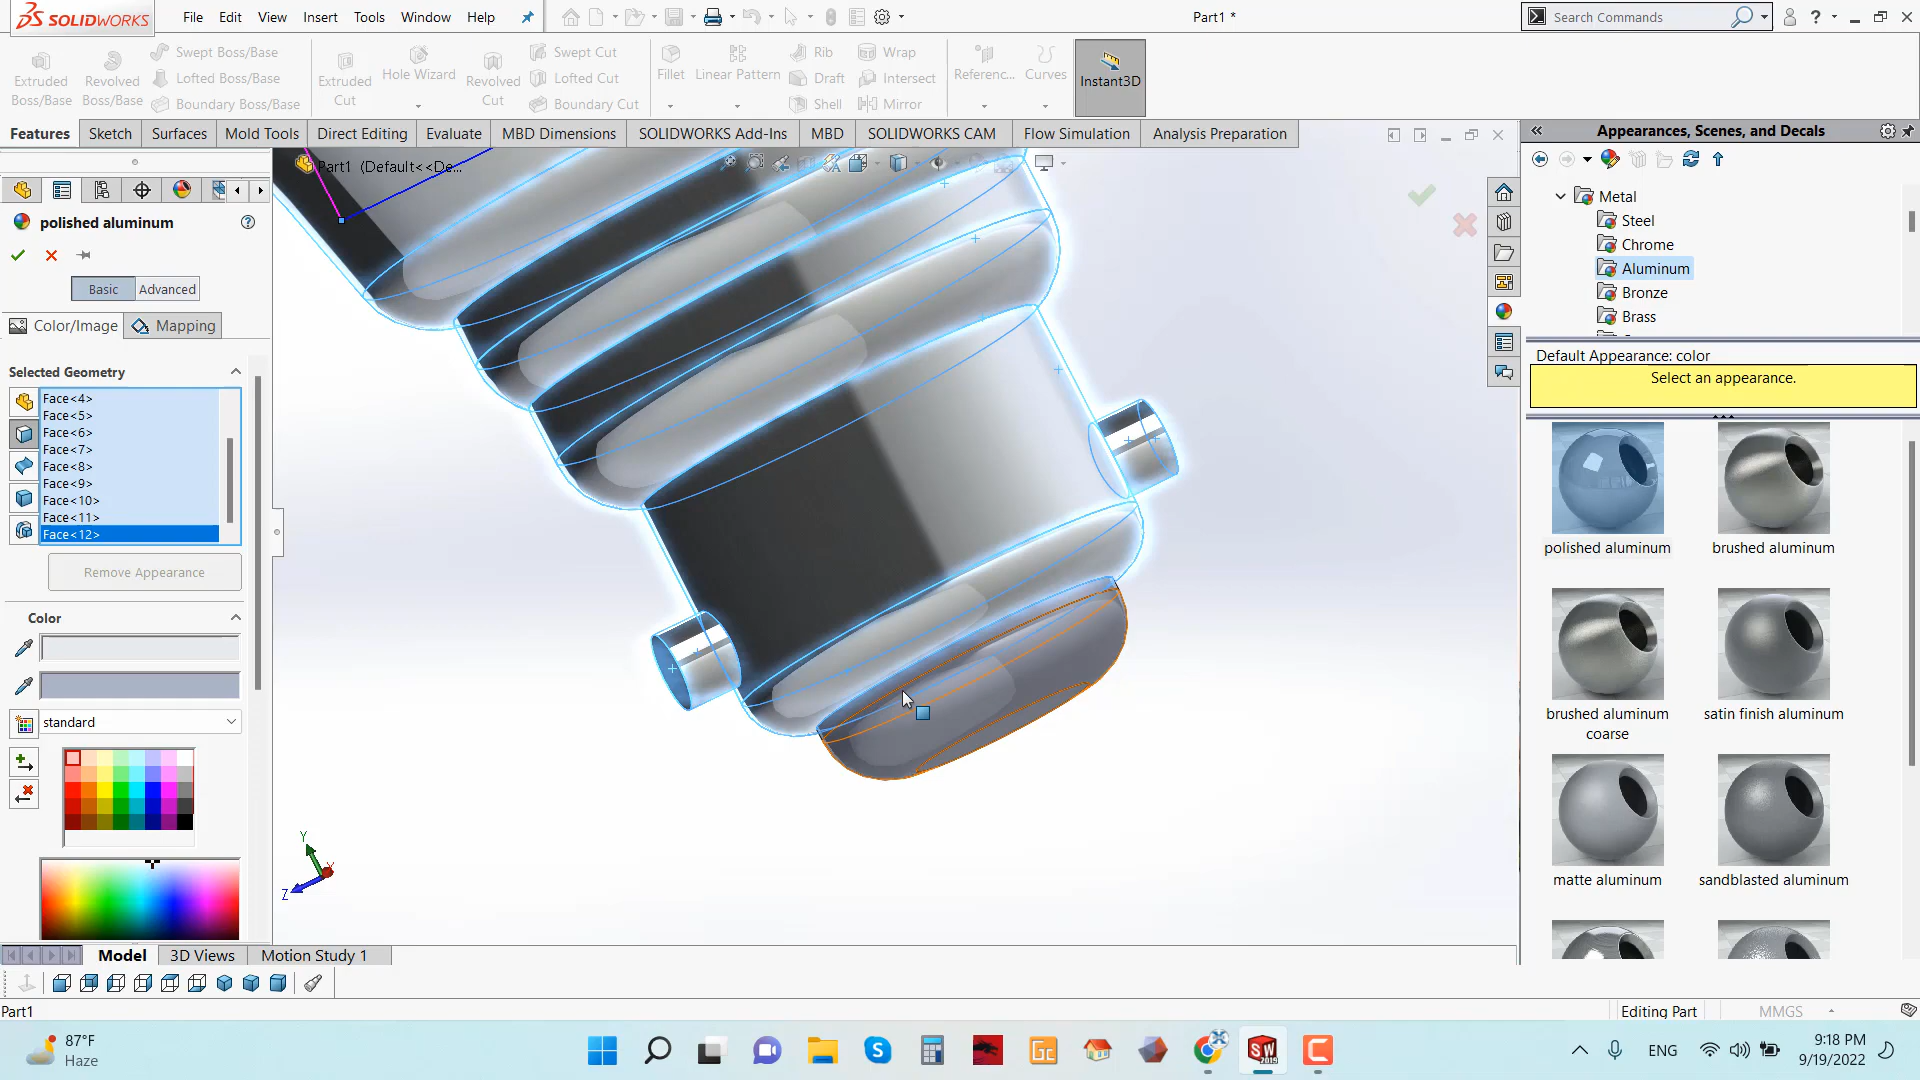 SOLIDWORKS
File Edit View Insert Tools Window Help
Part1 *
Search Commands
Extruded Boss/Base
Revolved Boss/Base
Swept Boss/Base
Lofted Boss/Base
Boundary Boss/Base
Extruded Cut
Hole Wizard
Revolved Cut
Swept Cut
Lofted Cut
Boundary Cut
Fillet
Linear Pattern
Rib
Draft
Shell
Wrap
Intersect
Mirror
Referenc...
Curves
Instant3D
Features Sketch Surfaces Mold Tools Direct Editing Evaluate MBD Dimensions SOLIDWORKS Add-Ins MBD SOLIDWORKS CAM Flow Simulation Analysis Preparation
Part1 (Default<<De...
polished aluminum
Basic Advanced
Color/Image Mapping
Selected Geometry
Face<4>
Face<5>
Face<6>
Face<7>
Face<8>
Face<9>
Face<10>
Face<11>
Face<12>
Remove Appearance
Color
standard
Y
X
Z
Appearances, Scenes, and Decals
Metal
Steel
Chrome
Aluminum
Bronze
Brass
Default Appearance: color
Select an appearance.
polished aluminum
brushed aluminum
brushed aluminum coarse
satin finish aluminum
matte aluminum
sandblasted aluminum
Model 3D Views Motion Study 1
Part1
Editing Part
MMGS
87°F
Haze
SW
2019
ENG
9:18 PM
9/19/2022